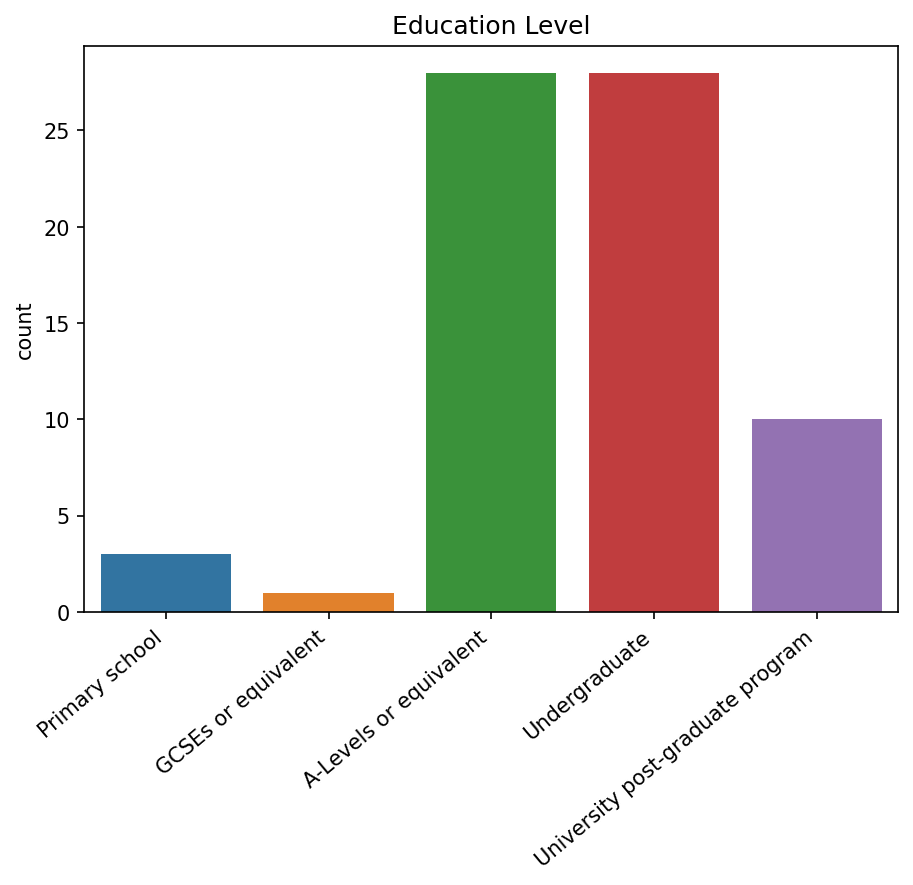 Education Level
count
25
20
15
10
5
0
Primary school
GCSEs or equivalent
A-Levels or equivalent
Undergraduate
University post-graduate program